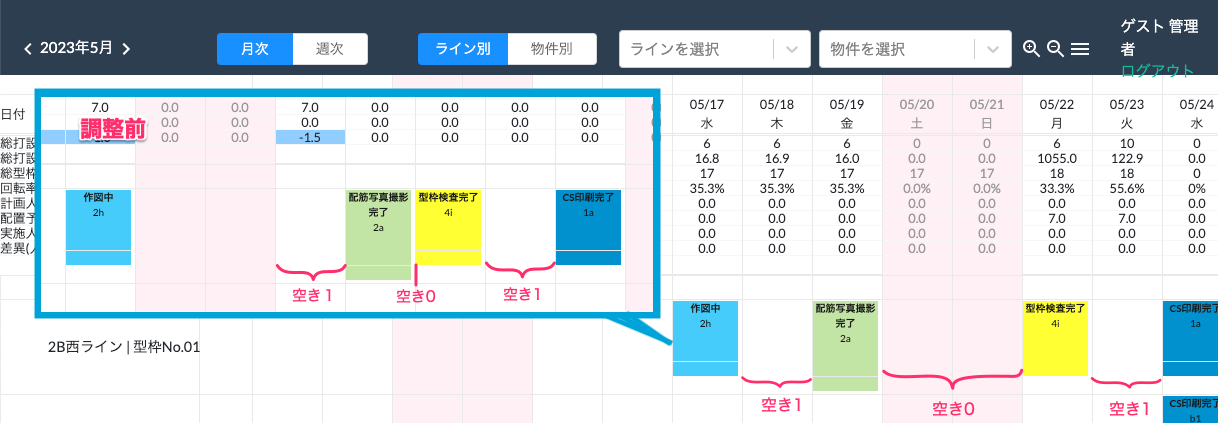 2023年5月
月次 週次
ライン別 物件別
ラインを選択
物件を選択
ゲスト 管理
者
ログアウト
調整前
7.0 0.0 0.0 7.0 0.0 0.0 0.0 0.0
0.0 0.0 0.0 0.0 0.0 0.0 0.0
0.0 0.0 -1.5 0.0 0.0 0.0 0.0
作図中
2h
配筋写真撮影
完了
2a
型枠検査完了
4i
CS印刷完了
1a
空き1
空き0
空き1
日付
総打設
総打設
総型枠
回転率
計画人
配置予
実施人
差異(人
05/17 05/18 05/19 05/20 05/21 05/22 05/23 05/24
水 木 金 土 日 月 火 水
6 6 6 0 0 6 10 0
16.8 16.9 16.0 0.0 0.0 1055.0 122.9 0.0
17 17 17 17 17 18 18 0
35.3% 35.3% 35.3% 0.0% 0.0% 33.3% 55.6% 0%
0.0 0.0 0.0 0.0 0.0 0.0 0.0 0.0
0.0 0.0 0.0 0.0 0.0 7.0 7.0 0.0
0.0 0.0 0.0 0.0 0.0 0.0 0.0 0.0
0.0 0.0 0.0 0.0 0.0 0.0 0.0 0.0
2B西ライン | 型枠No.01
作図中
2h
配筋写真撮影
完了
2a
型枠検査完了
4i
CS印刷完了
1a
空き1
空き0
空き1
CS印刷完了
b1